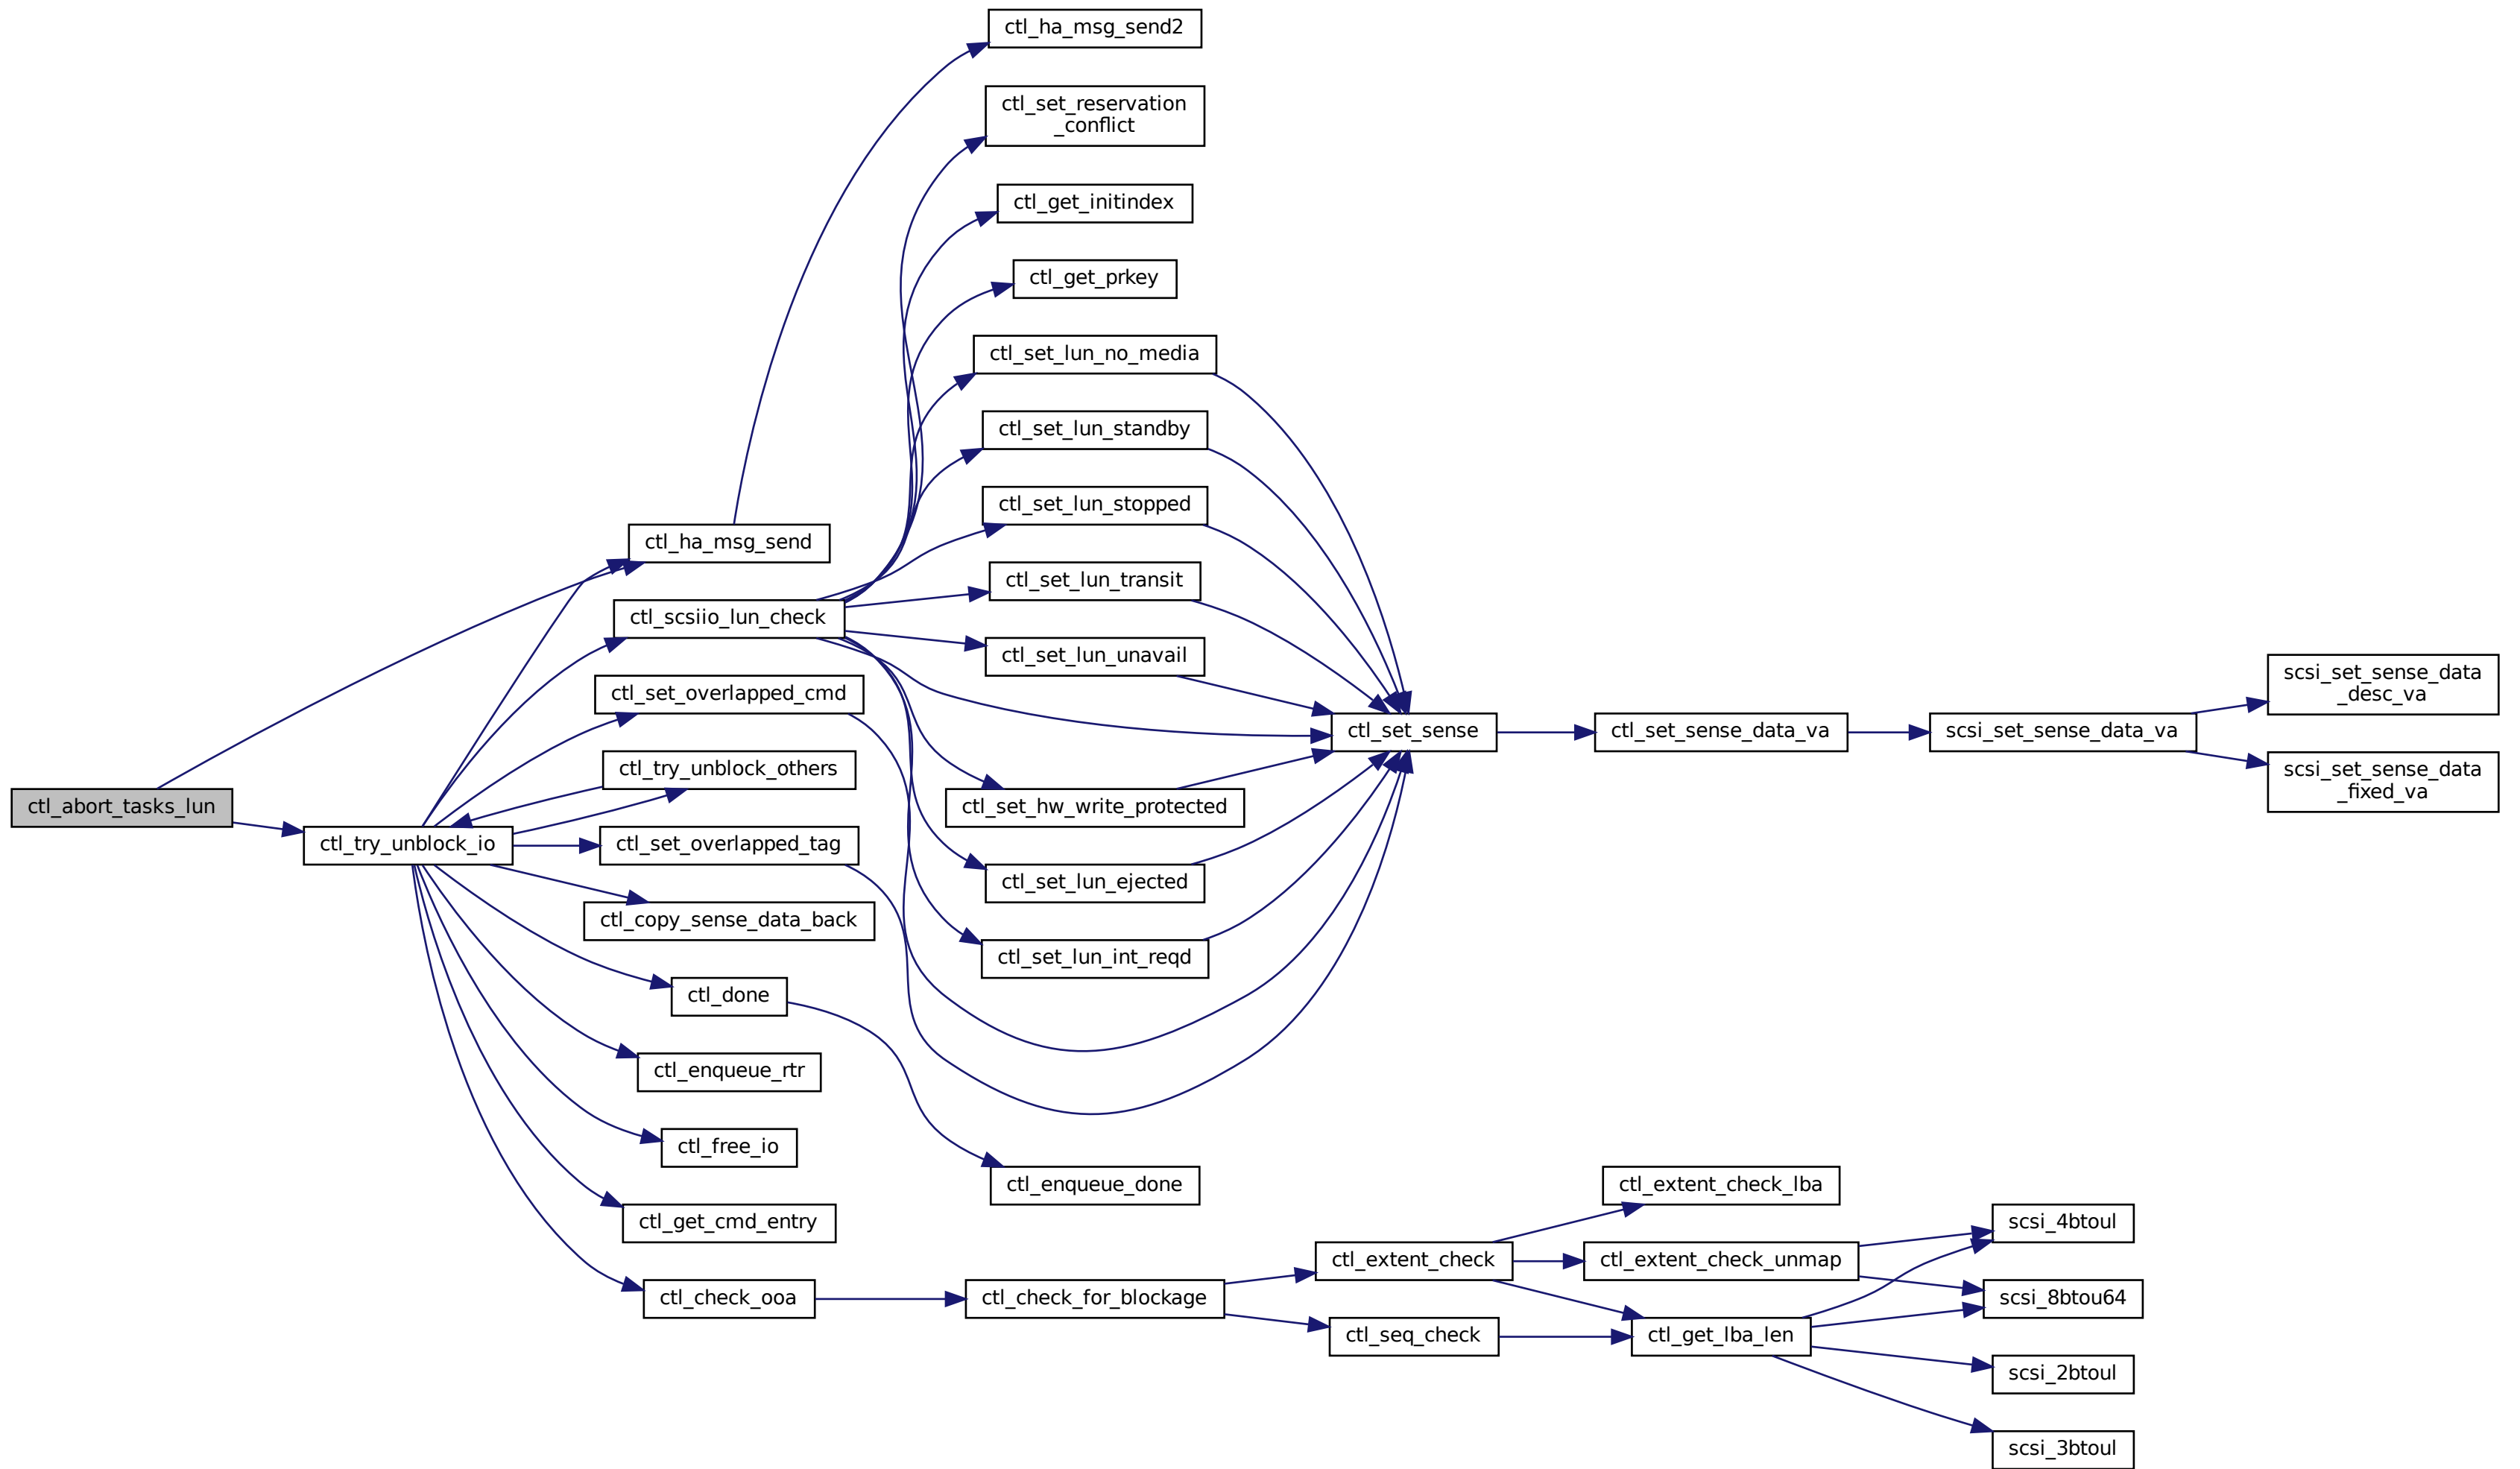 ctl_ha_msg_send2
ctl_set_reservation
_conflict
ctl_get_initindex
ctl_get_prkey
ctl_set_lun_no_media
ctl_set_lun_standby
ctl_set_lun_stopped
ctl_ha_msg_send
ctl_set_lun_transit
ctl_scsiio_lun_check
ctl_set_lun_unavail
ctl_set_overlapped_cmd
scsi_set_sense_data
_desc_va
ctl_set_sense
ctl_set_sense_data_va
scsi_set_sense_data_va
ctl_try_unblock_others
scsi_set_sense_data
_fixed_va
ctl_abort_tasks_lun
ctl_set_hw_write_protected
ctl_try_unblock_io
ctl_set_overlapped_tag
ctl_set_lun_ejected
ctl_copy_sense_data_back
ctl_set_lun_int_reqd
ctl_done
ctl_enqueue_rtr
ctl_free_io
ctl_enqueue_done
ctl_extent_check_lba
ctl_get_cmd_entry
scsi_4btoul
ctl_extent_check
ctl_extent_check_unmap
ctl_check_ooa
ctl_check_for_blockage
scsi_8btou64
ctl_seq_check
ctl_get_lba_len
scsi_2btoul
scsi_3btoul